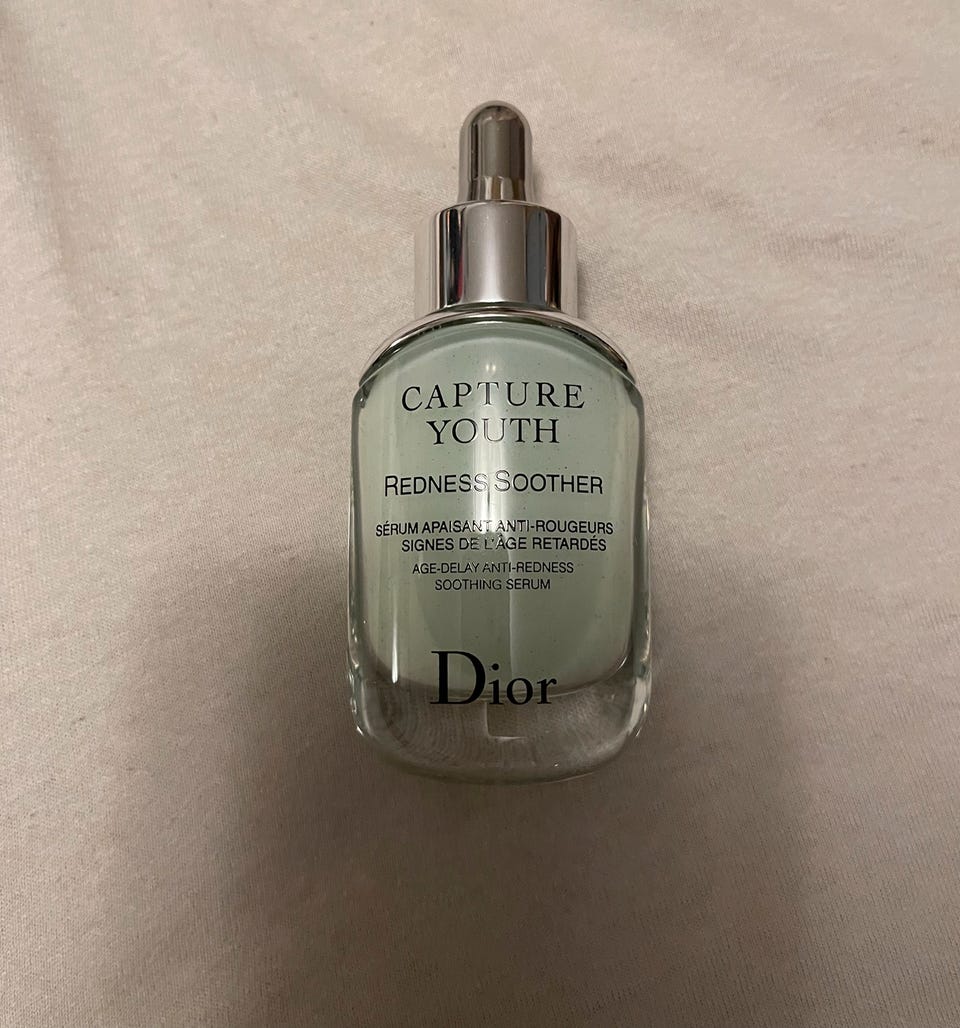 CAPTURE
YOUTH
REDNESS SOOTHER
SÉRUM APAISANT ANTI-ROUGEURS
SIGNES DE L'ÂGE RETARDÉS
AGE-DELAY ANTI-REDNESS
SOOTHING SERUM
Dior